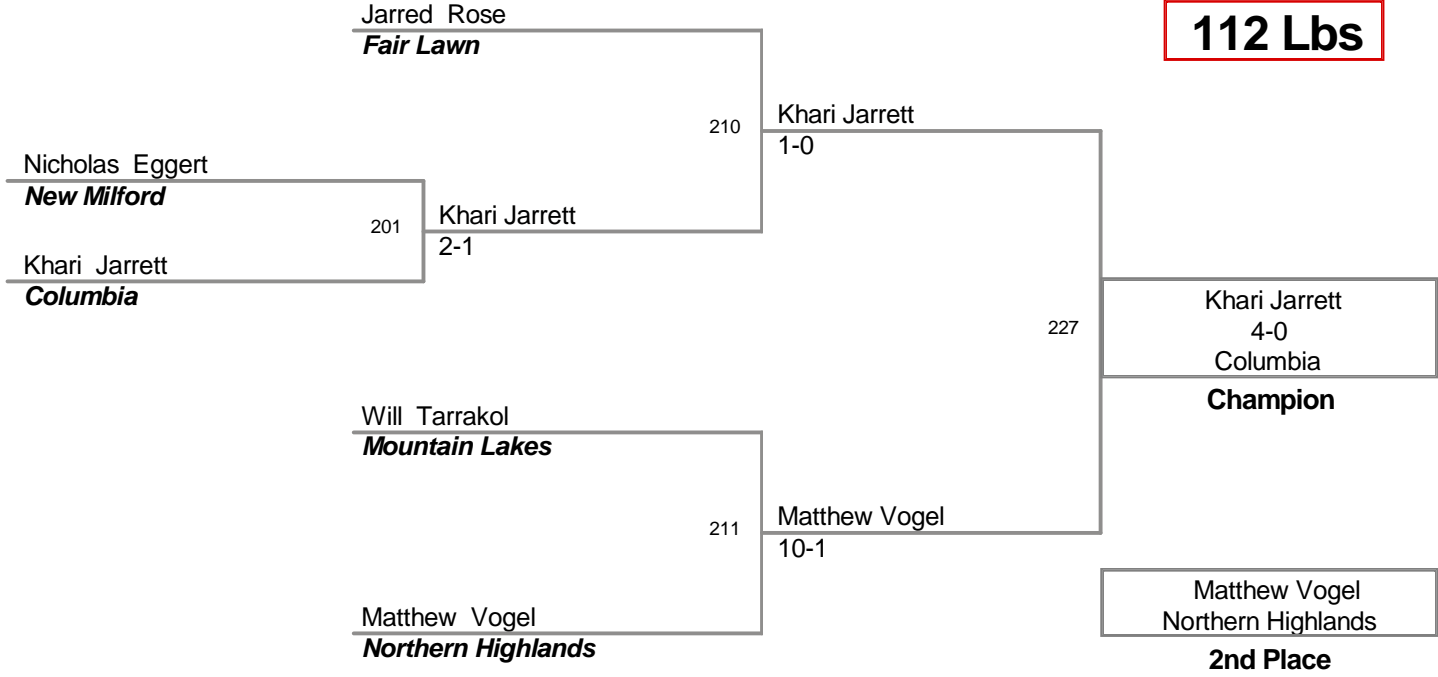 Jarred Rose
Fair Lawn
112 Lbs
210
Khari Jarrett
1-0
Nicholas Eggert
New Milford
201
Khari Jarrett
2-1
Khari Jarrett
Columbia
227
Khari Jarrett
4-0
Columbia
Champion
Will Tarrakol
Mountain Lakes
211
Matthew Vogel
10-1
Matthew Vogel
Northern Highlands
Matthew Vogel
Northern Highlands
2nd Place